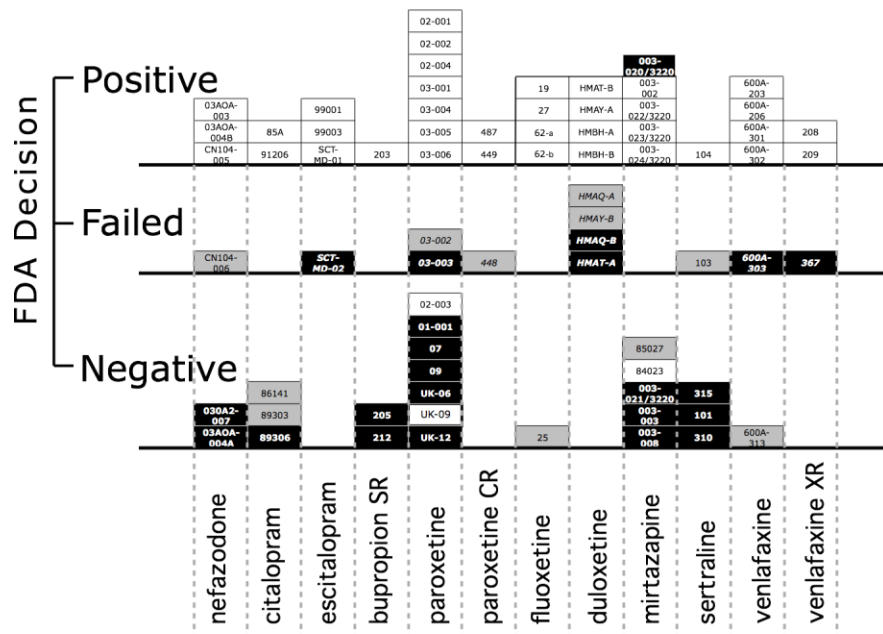 FDA Decision
Positive
02-001
02-002
02-004
003-
020/3220
03-001
19
HMAT-B
003-
002
600A-
203
03AOA-
003
99001
03-004
27
HMAY-A
003-
022/3220
600A-
206
03AOA-
004B
85A
99003
03-005
487
62-a
HMBH-A
003-
023/3220
600A-
301
208
CN104-
005
91206
SCT-
MD-01
203
03-006
449
62-b
HMBH-B
003-
024/3220
104
600A-
302
209
Failed
HMAQ-A
HMAY-B
03-002
HMAQ-B
CN104-
006
SCT-
MD-02
03-003
448
HMAT-A
103
600A-
303
367
Negative
02-003
01-001
07
85027
09
84023
86141
UK-06
003-
021/3220
315
030A2-
007
89303
205
UK-09
003-
003
101
03AOA-
004A
89306
212
UK-12
25
003-
008
310
600A-
313
nefazodone
citalopram
escitalopram
bupropion SR
paroxetine
paroxetine CR
fluoxetine
duloxetine
mirtazapine
sertraline
venlafaxine
venlafaxine XR